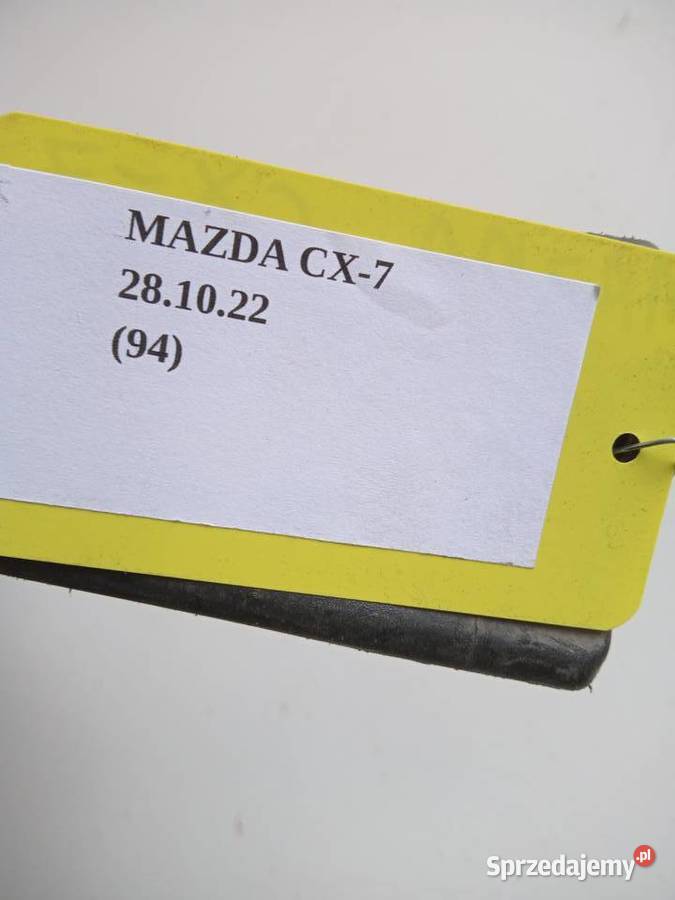 MAZDA CX-7
28.10.22
(94)
Sprzedajemy.pl